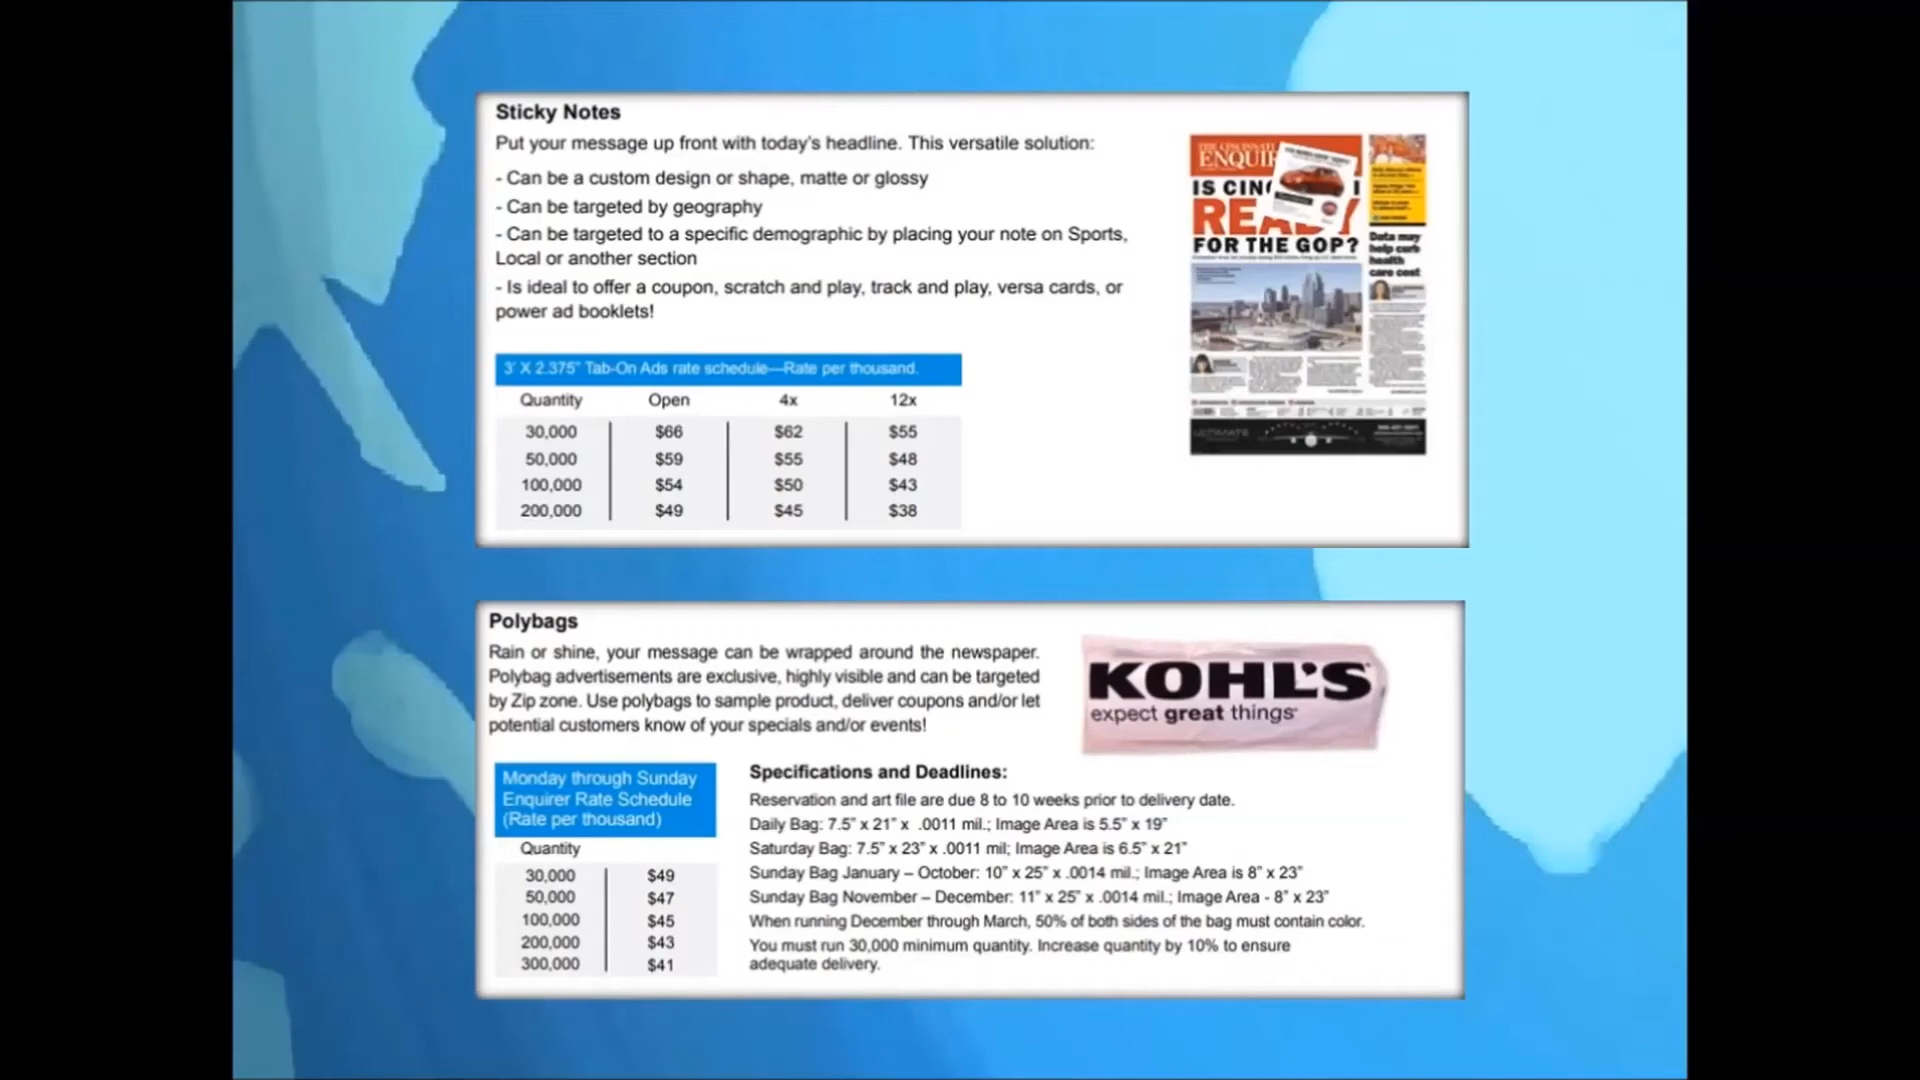 Sticky Notes
Put your message up front with today's headline. This versatile solution:
- Can be a custom design or shape, matte or glossy
- Can be targeted by geography
- Can be targeted to a specific demographic by placing your note on Sports,
Local or another section
- Is ideal to offer a coupon, scratch and play, track and play, versa cards, or
power ad booklets!
3' X 2.375" Tab-On Ads rate schedule—Rate per thousand.
Quantity Open 4x 12x
30,000 $66 $62 $55
50,000 $59 $55 $48
100,000 $54 $50 $43
200,000 $49 $45 $38
THE CINCINNATI
ENQUIR
IS CIN
REA
FOR THE GOP?
Data may
help curb
health
care cost
ULTIMATE
Polybags
Rain or shine, your message can be wrapped around the newspaper.
Polybag advertisements are exclusive, highly visible and can be targeted
by Zip zone. Use polybags to sample product, deliver coupons and/or let
potential customers know of your specials and/or events!
KOHL'S
expect great things
Monday through Sunday
Enquirer Rate Schedule
(Rate per thousand)
Quantity
30,000 $49
50,000 $47
100,000 $45
200,000 $43
300,000 $41
Specifications and Deadlines:
Reservation and art file are due 8 to 10 weeks prior to delivery date.
Daily Bag: 7.5" x 21" x .0011 mil.; Image Area is 5.5" x 19"
Saturday Bag: 7.5" x 23" x .0011 mil; Image Area is 6.5" x 21"
Sunday Bag January – October: 10" x 25" x .0014 mil.; Image Area is 8" x 23"
Sunday Bag November – December: 11" x 25" x .0014 mil.; Image Area - 8" x 23"
When running December through March, 50% of both sides of the bag must contain color.
You must run 30,000 minimum quantity. Increase quantity by 10% to ensure
adequate delivery.